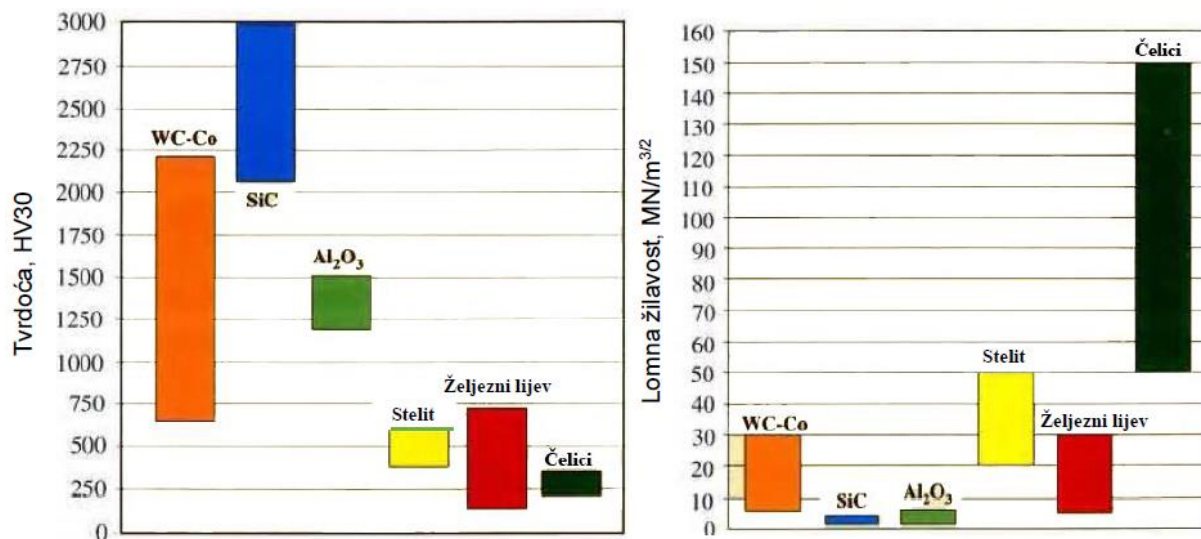 Tvrdoća, HV30
3000
2750
2500
2250
2000
1750
1500
1250
1000
750
500
250
0
WC-Co
SiC
Al₂O₃
Stelit
Željezni lijev
Čelici
Lomna žilavost, MN/m³ᐟ²
160
150
140
130
120
110
100
90
80
70
60
50
40
30
20
10
0
WC-Co
SiC
Al₂O₃
Stelit
Željezni lijev
Čelici